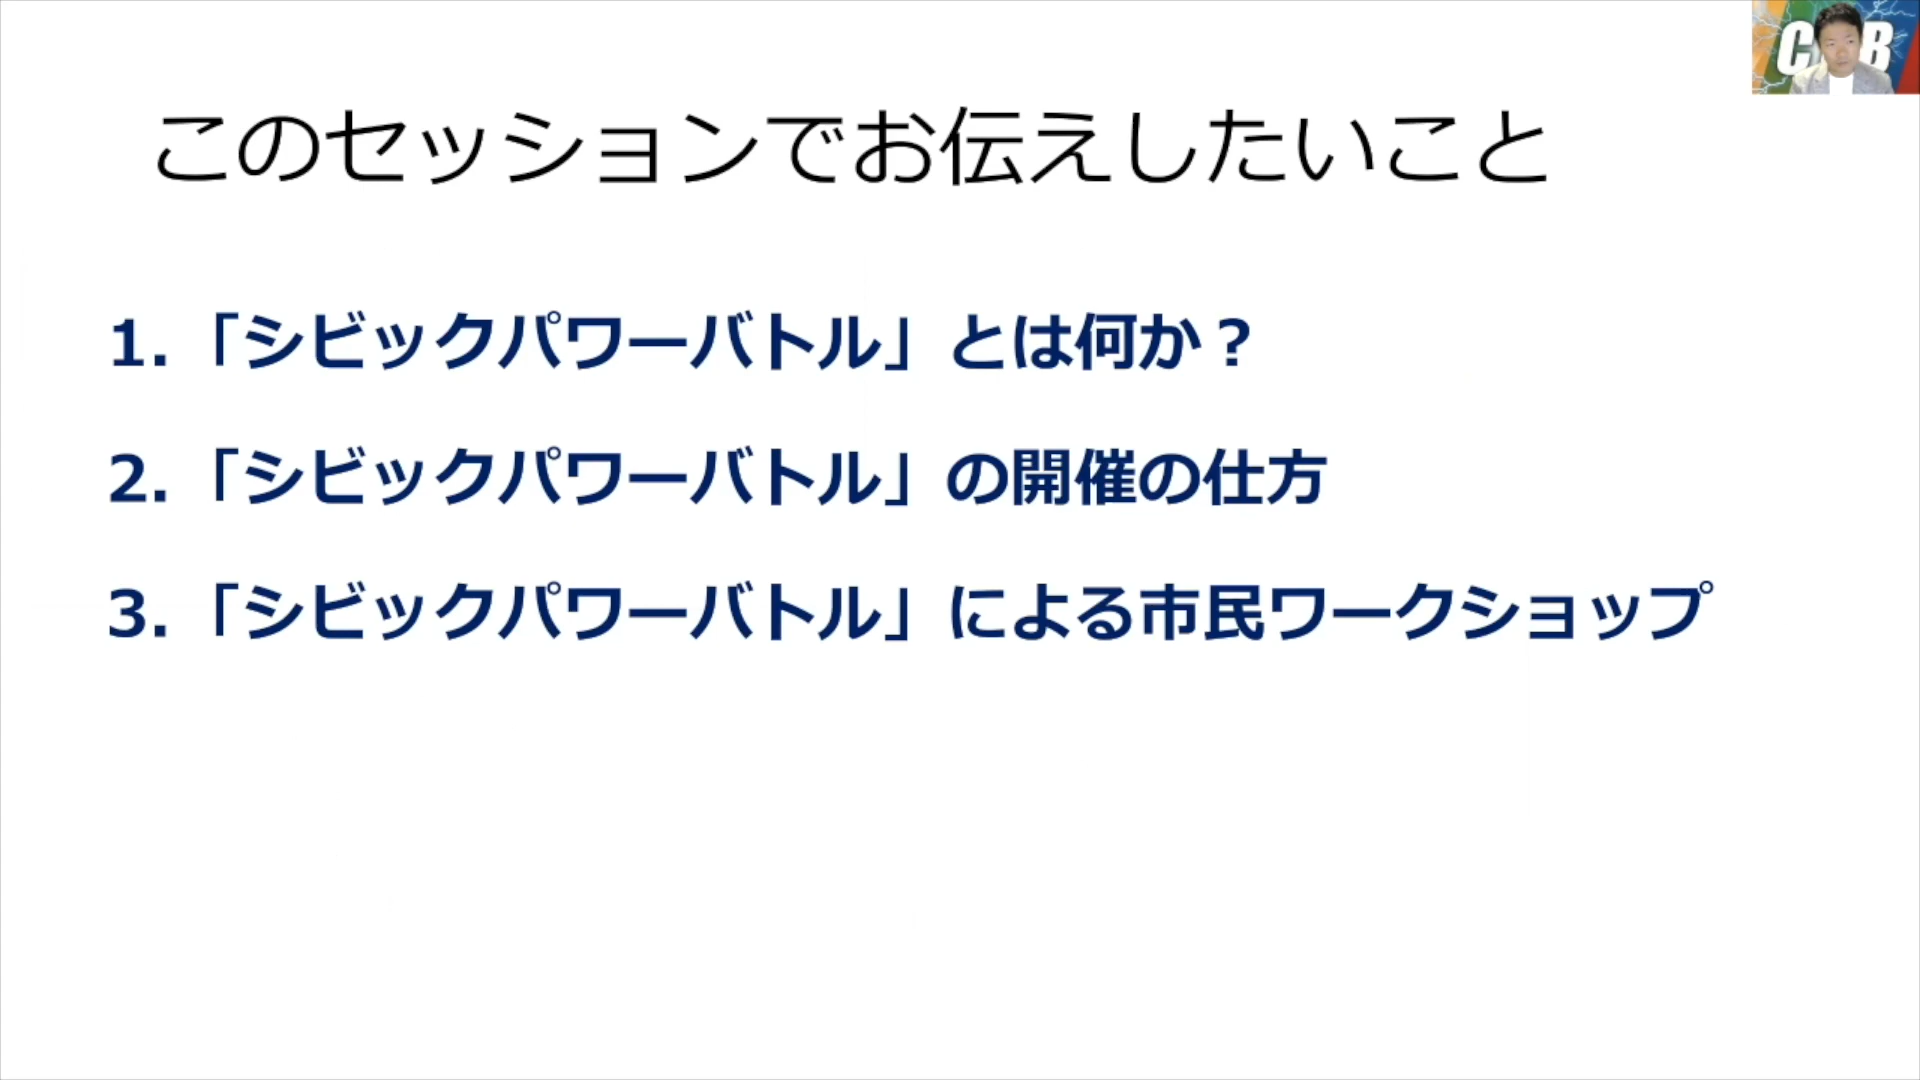 このセッションでお伝えしたいこと
1.「シビックパワーバトル」とは何か？
2.「シビックパワーバトル」の開催の仕方
3.「シビックパワーバトル」による市民ワークショップ